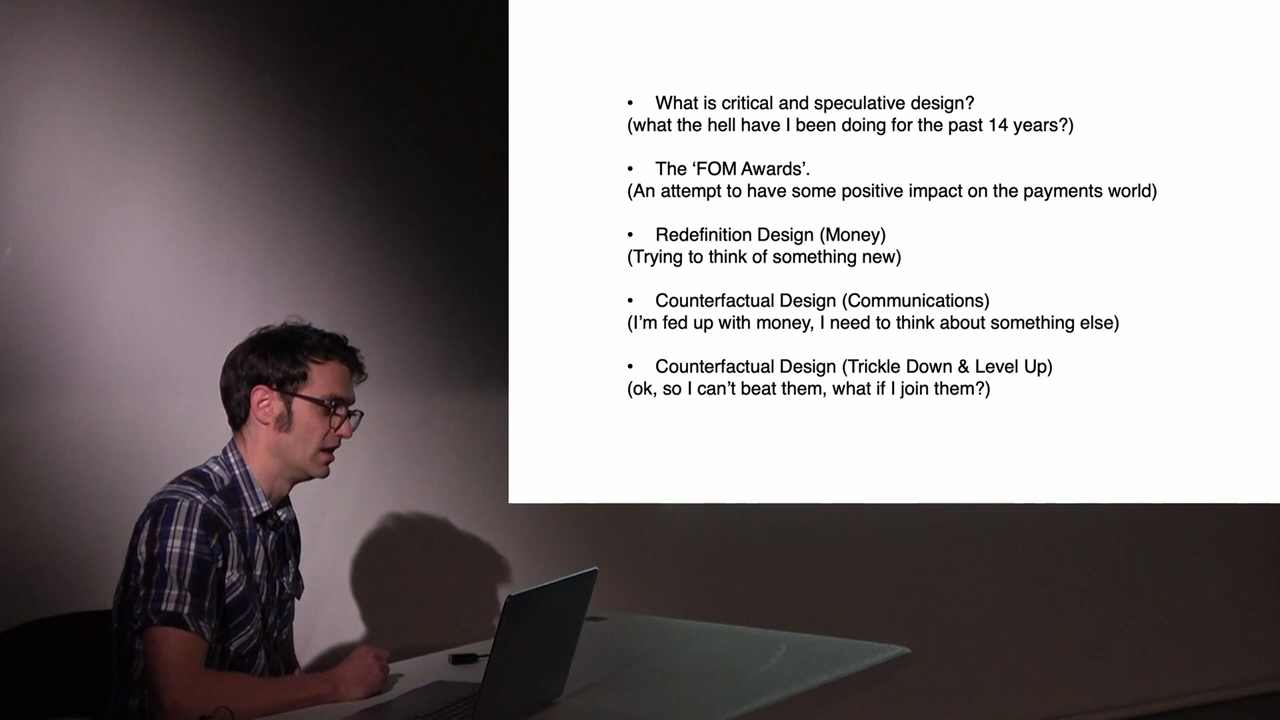 • What is critical and speculative design?
(what the hell have I been doing for the past 14 years?)
• The ‘FOM Awards’.
(An attempt to have some positive impact on the payments world)
• Redefinition Design (Money)
(Trying to think of something new)
• Counterfactual Design (Communications)
(I’m fed up with money, I need to think about something else)
• Counterfactual Design (Trickle Down & Level Up)
(ok, so I can’t beat them, what if I join them?)